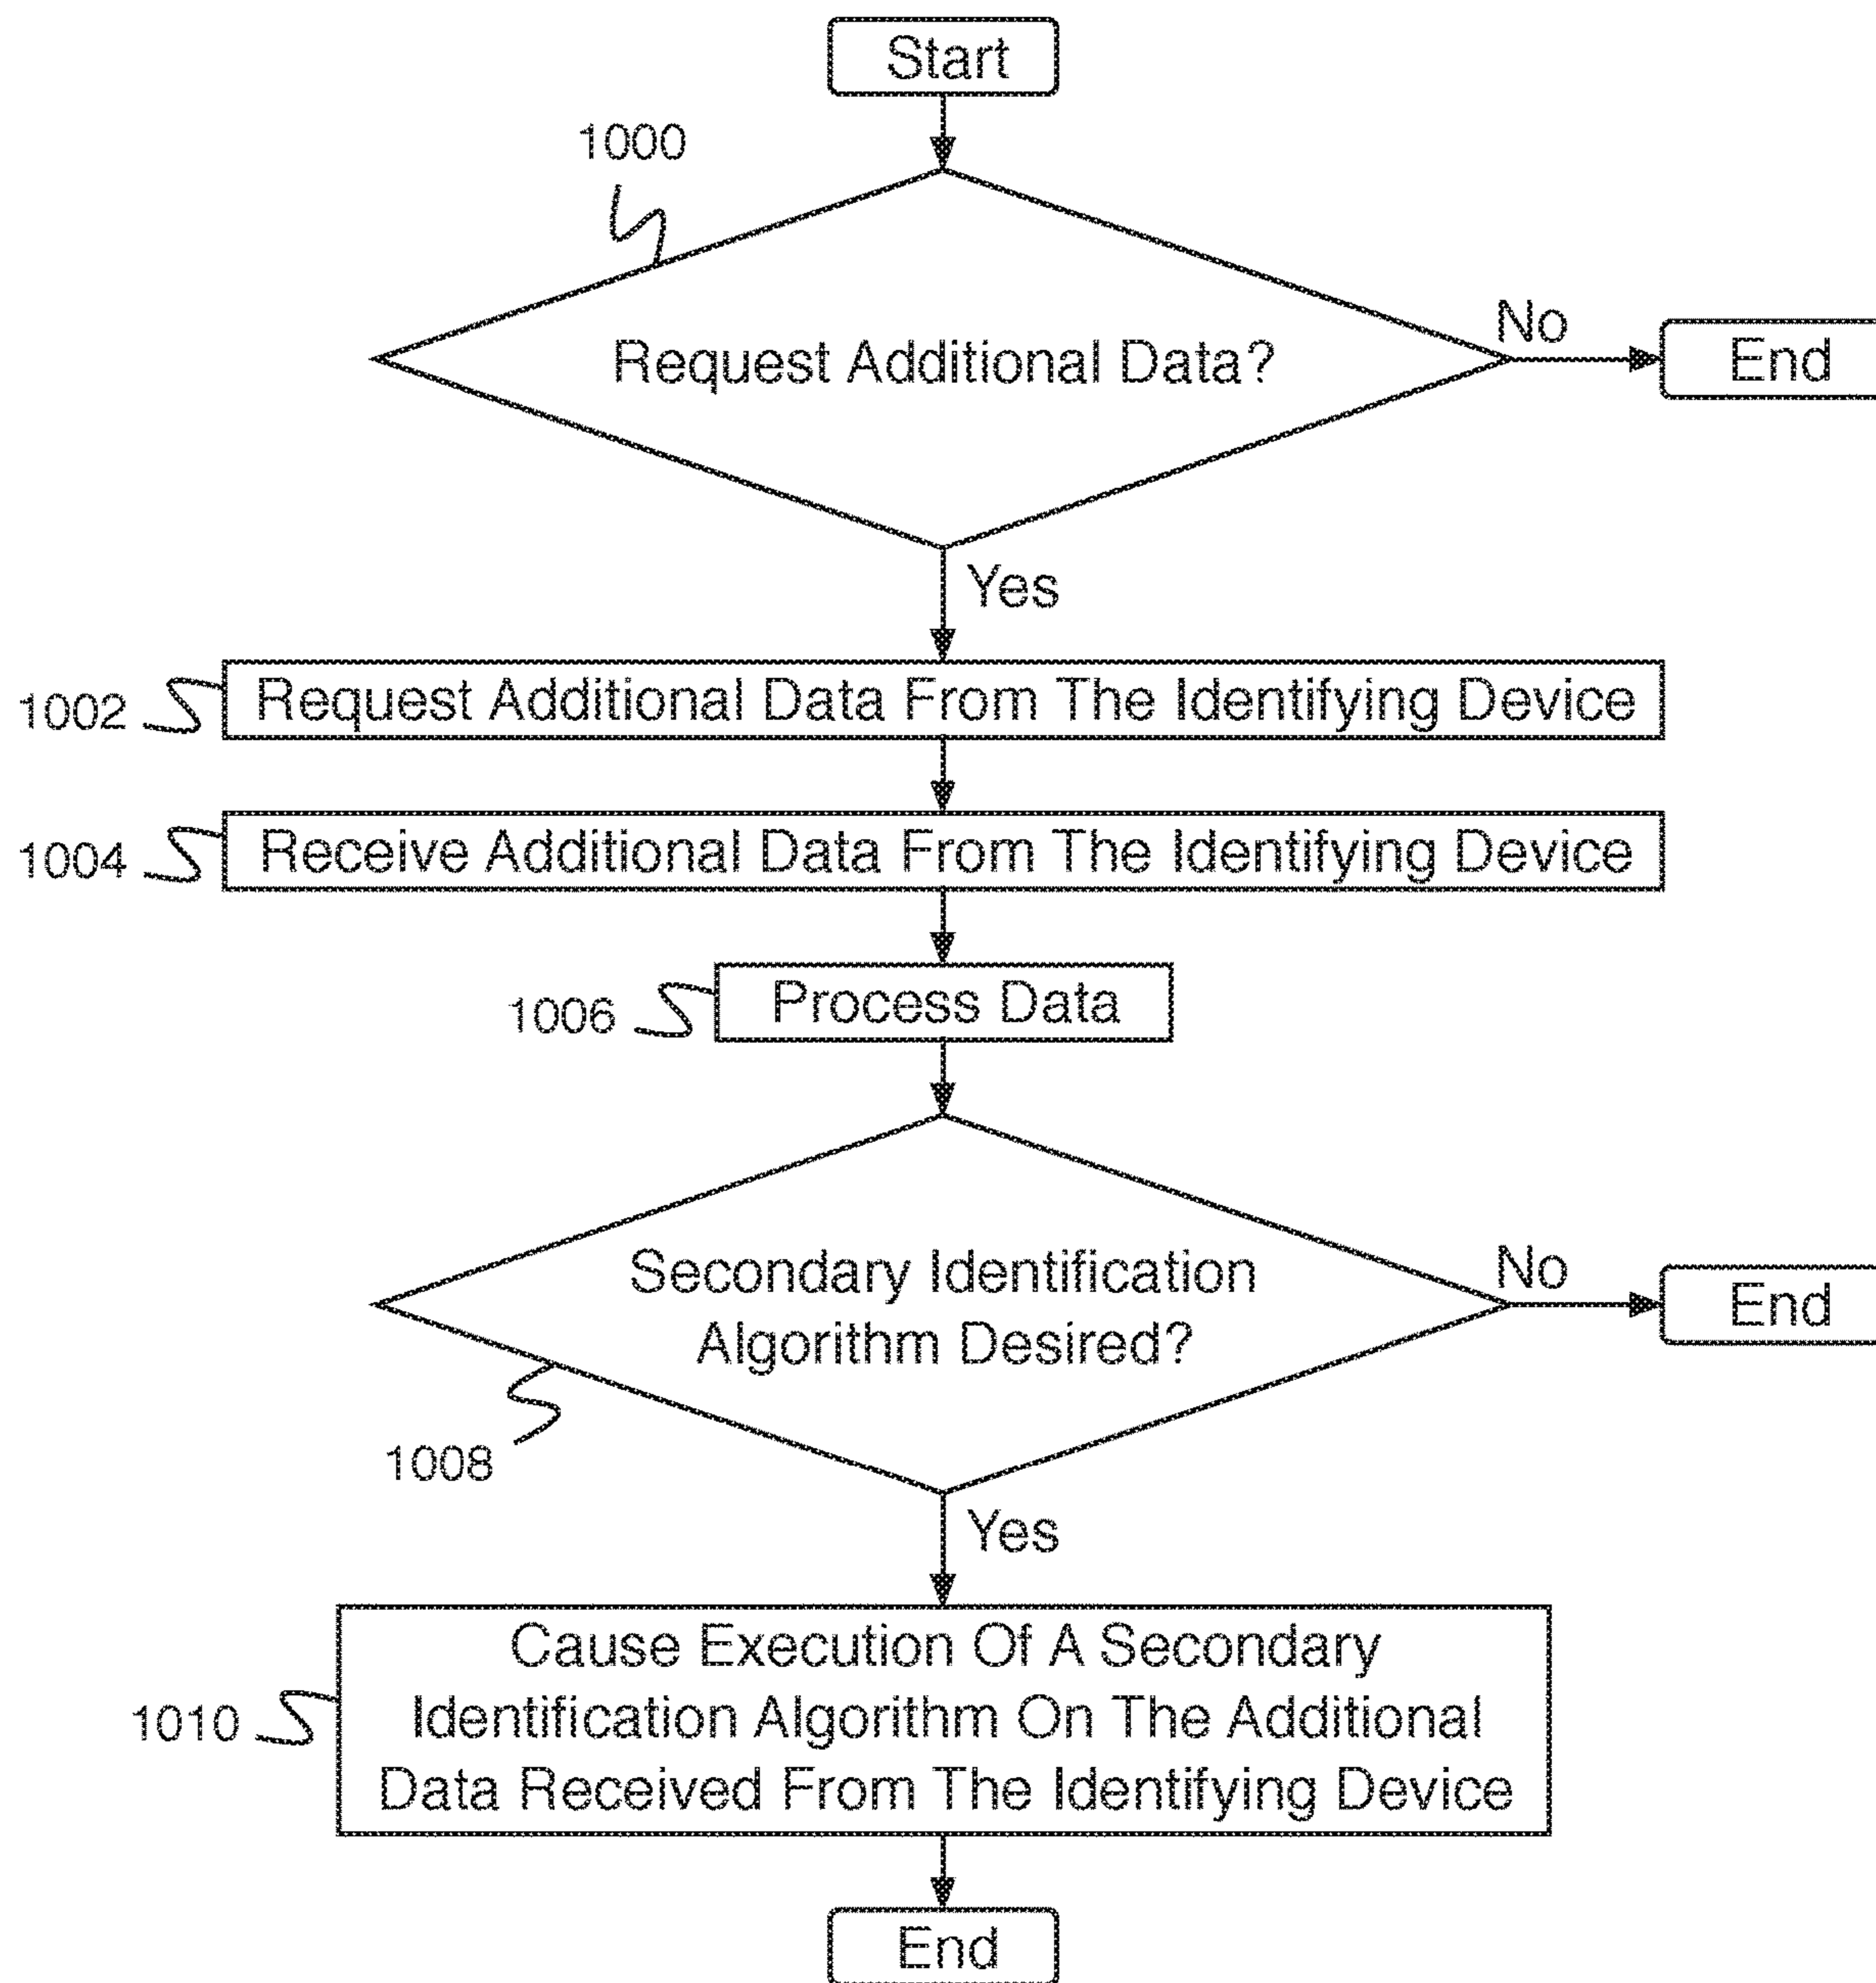 Start
1000
Request Additional Data?
No
End
Yes
1002
Request Additional Data From The Identifying Device
1004
Receive Additional Data From The Identifying Device
1006
Process Data
Secondary Identification
Algorithm Desired?
No
End
1008
Yes
Cause Execution Of A Secondary
1010
Identification Algorithm On The Additional
Data Received From The Identifying Device
End